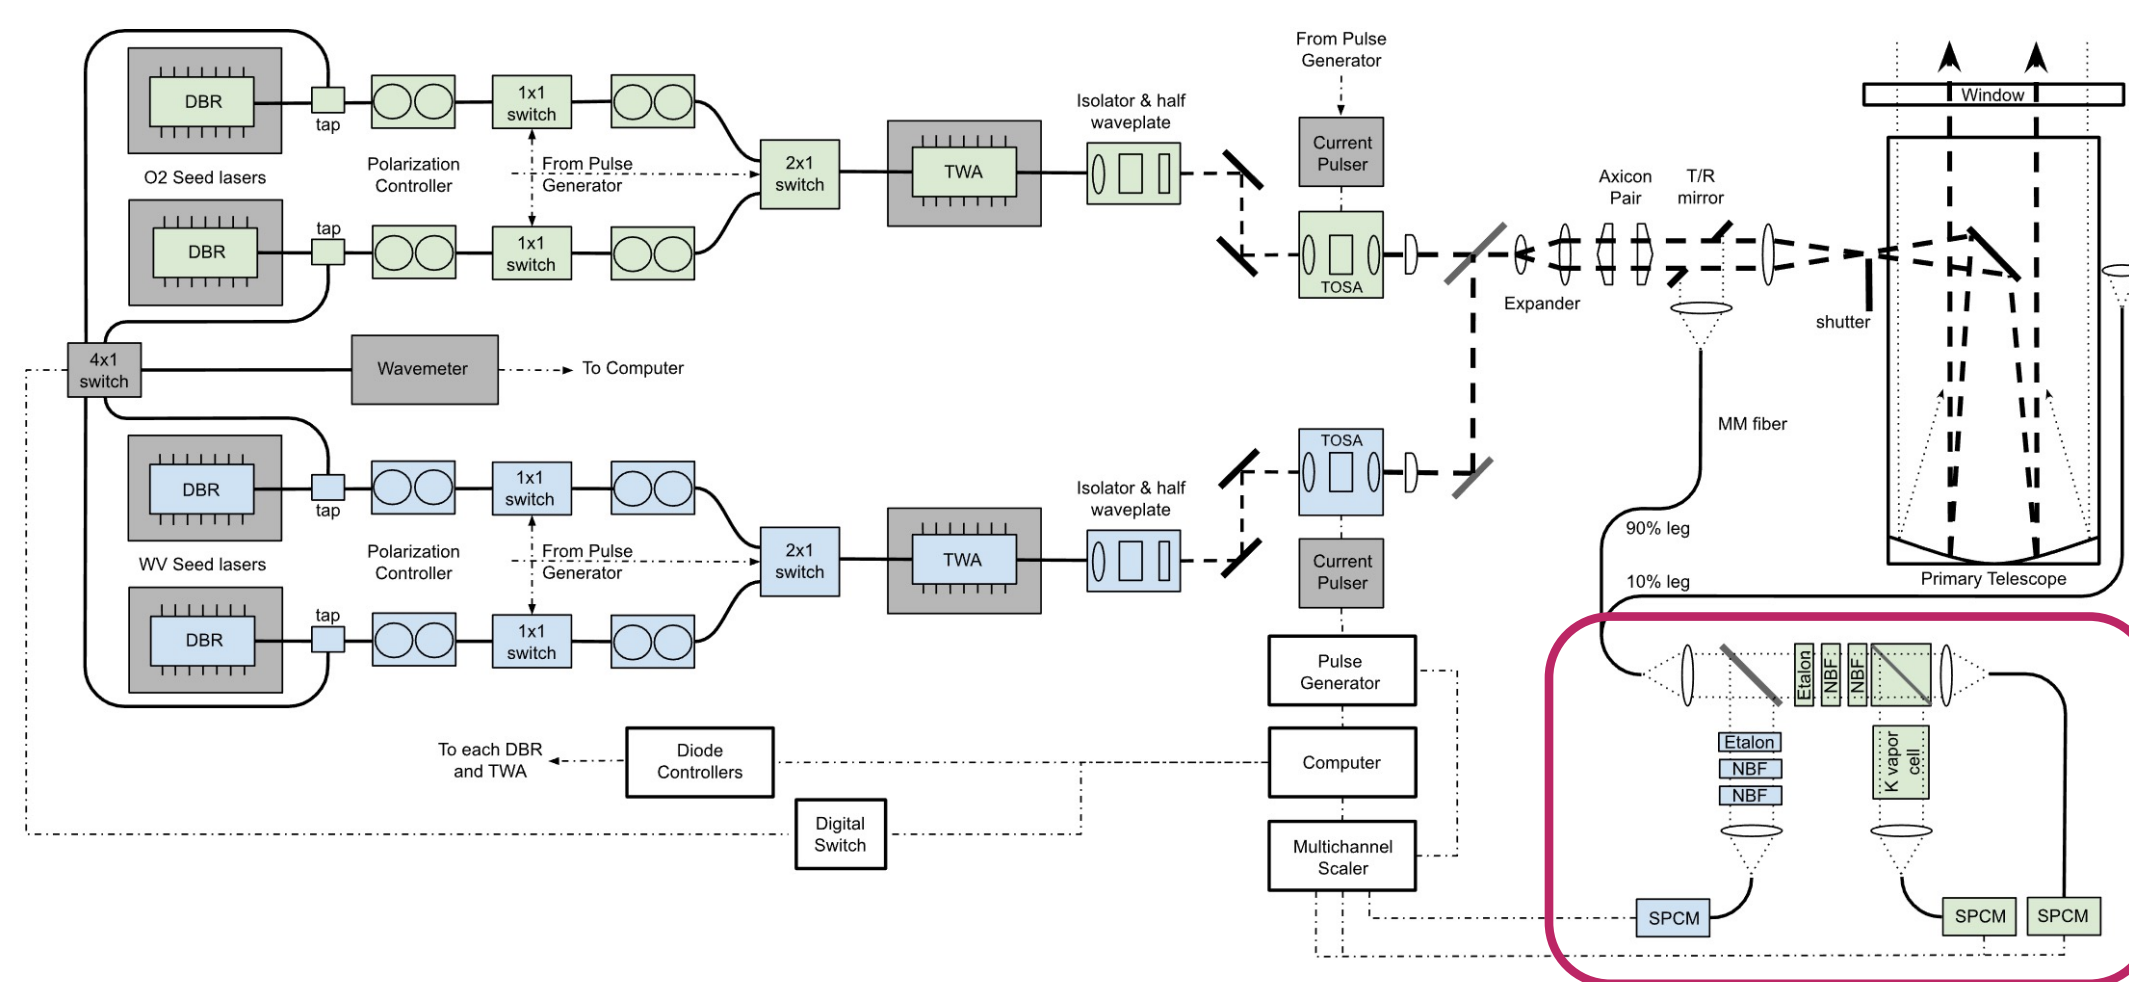 From Pulse
Generator
DBR
tap
1x1
switch
Isolator & half
waveplate
Window
O2 Seed lasers
Polarization
Controller
From Pulse
Generator
2x1
switch
TWA
Current
Pulser
Axicon
Pair
T/R
mirror
DBR
tap
1x1
switch
TOSA
Expander
shutter
4x1
switch
Wavemeter
To Computer
MM fiber
DBR
tap
1x1
switch
Isolator & half
waveplate
TOSA
WV Seed lasers
Polarization
Controller
From Pulse
Generator
2x1
switch
TWA
Current
Pulser
90% leg
10% leg
Primary Telescope
DBR
tap
1x1
switch
Pulse
Generator
Etalon
NBF
NBF
To each DBR
and TWA
Diode
Controllers
Computer
Etalon
NBF
NBF
K vapor
cell
Digital
Switch
Multichannel
Scaler
SPCM
SPCM
SPCM